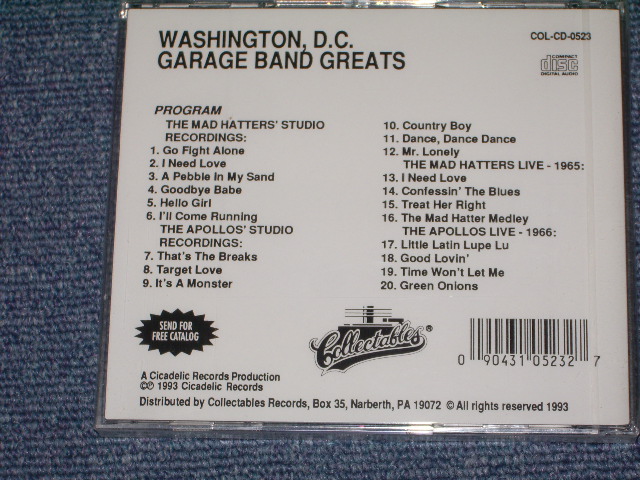 WASHINGTON, D.C.
GARAGE BAND GREATS
COL-CD-0523
COMPACT
disc
DIGITAL AUDIO
PROGRAM
THE MAD HATTERS' STUDIO
RECORDINGS:
1. Go Fight Alone
2. I Need Love
3. A Pebble In My Sand
4. Goodbye Babe
5. Hello Girl
6. I'll Come Running
THE APOLLOS' STUDIO
RECORDINGS:
7. That's The Breaks
8. Target Love
9. It's A Monster
10. Country Boy
11. Dance, Dance Dance
12. Mr. Lonely
THE MAD HATTERS LIVE - 1965:
13. I Need Love
14. Confessin' The Blues
15. Treat Her Right
16. The Mad Hatter Medley
THE APOLLOS LIVE - 1966:
17. Little Latin Lupe Lu
18. Good Lovin'
19. Time Won't Let Me
20. Green Onions
SEND FOR
FREE CATALOG
Collectables®
0 90431 05232 7
A Cicadelic Records Production
©℗ 1993 Cicadelic Records
Distributed by Collectables Records, Box 35, Narberth, PA 19072 © All rights reserved 1993